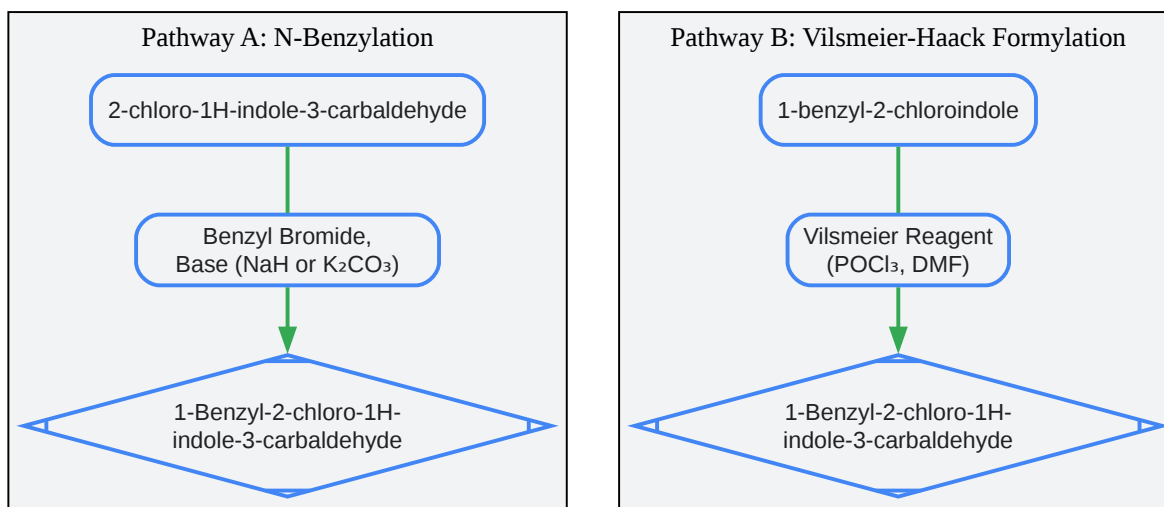 Pathway A: N-Benzylation
2-chloro-1H-indole-3-carbaldehyde
Benzyl Bromide,
Base (NaH or K₂CO₃)
1-Benzyl-2-chloro-1H-
indole-3-carbaldehyde
Pathway B: Vilsmeier-Haack Formylation
1-benzyl-2-chloroindole
Vilsmeier Reagent
(POCl₃, DMF)
1-Benzyl-2-chloro-1H-
indole-3-carbaldehyde